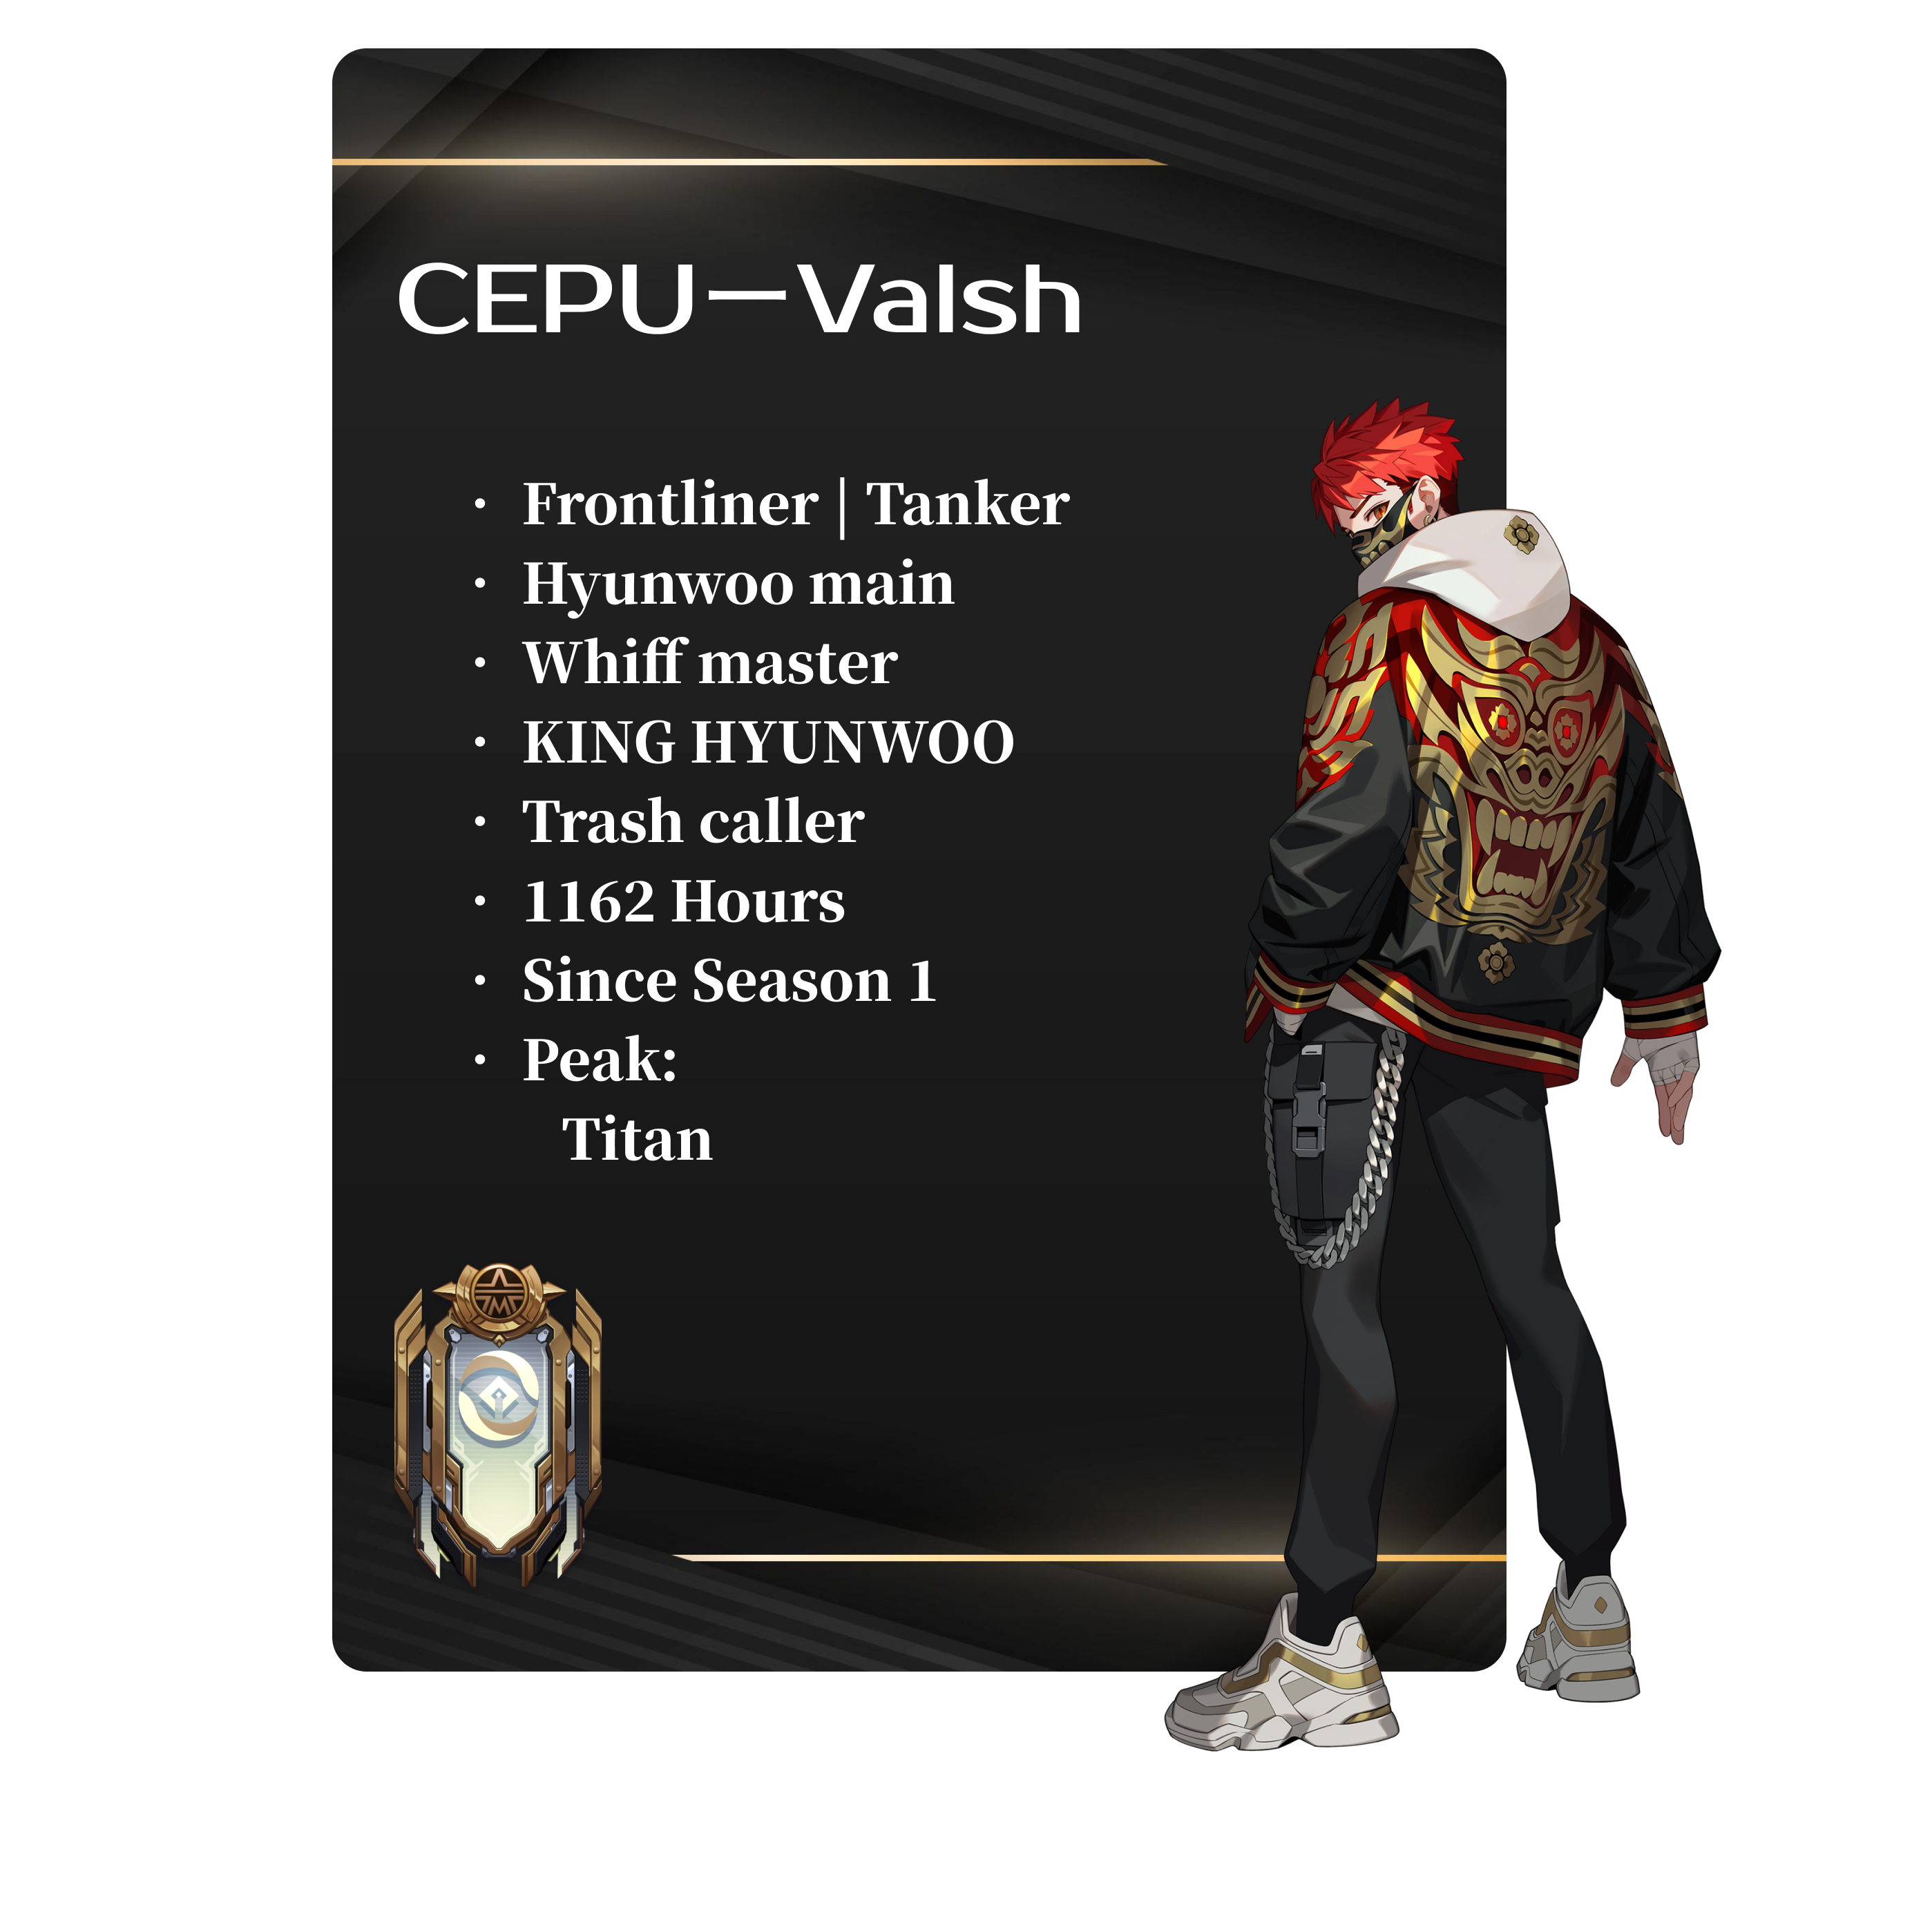 CEPU—Valsh
· Frontliner | Tanker
· Hyunwoo main
· Whiff master
· KING HYUNWOO
· Trash caller
· 1162 Hours
· Since Season 1
· Peak:
Titan